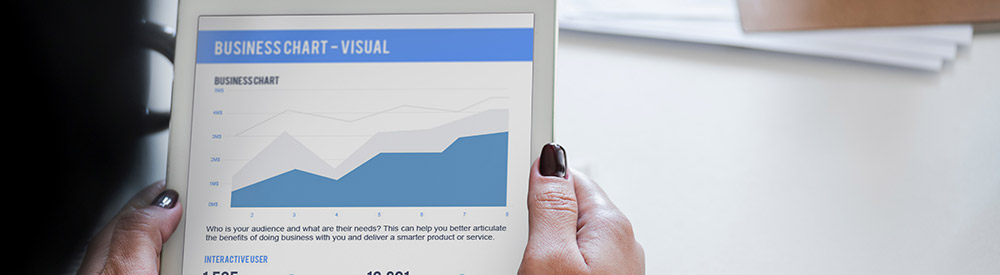 BUSINESS CHART - VISUAL
BUSINESS CHART
5M$
4M$
3M$
2M$
1M$
0M$
2 3 4 5 6 7 8
Who is your audience and what are their needs? This can help you better articulate
the benefits of doing business with you and deliver a smarter product or service.
INTERACTIVE USER